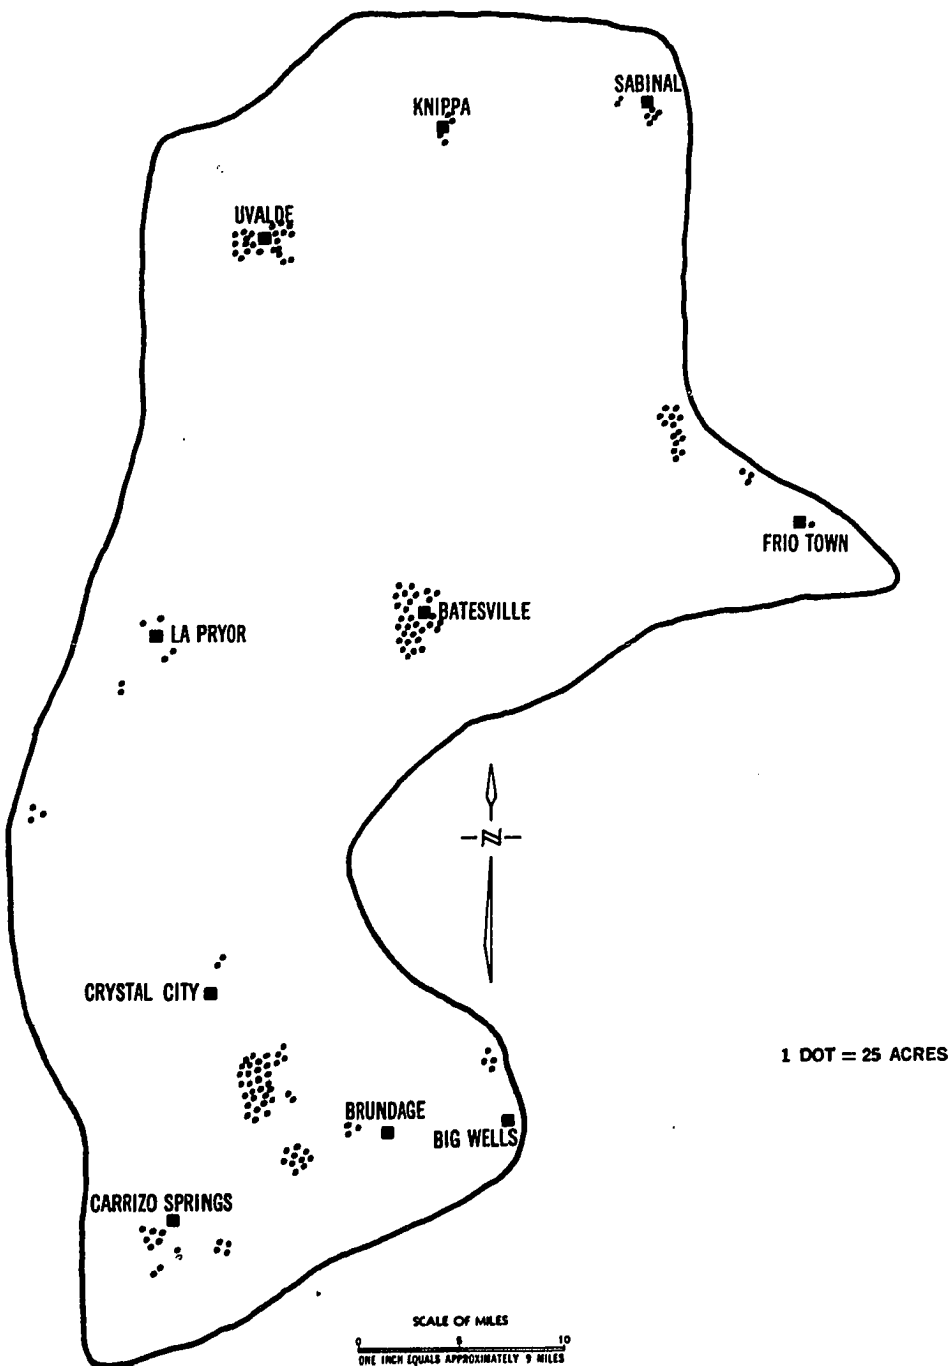 SABINAL
KNIPPA
UVALDE
FRIO TOWN
BATESVILLE
LA PRYOR
N
CRYSTAL CITY
1 DOT = 25 ACRES
BRUNDAGE
BIG WELLS
CARRIZO SPRINGS
SCALE OF MILES
0 5 10
ONE INCH EQUALS APPROXIMATELY 9 MILES